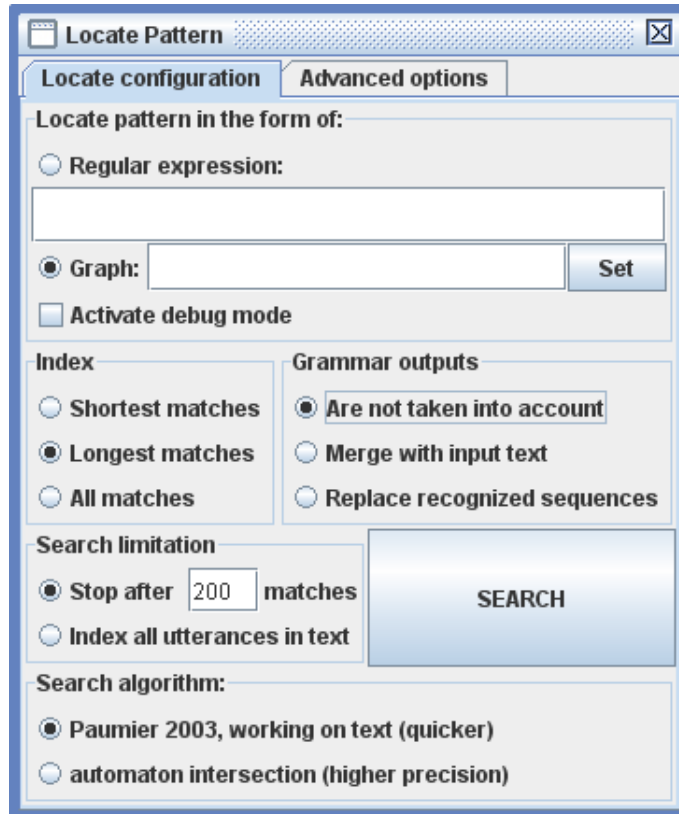 Locate Pattern
Locate configuration Advanced options
Locate pattern in the form of:
Regular expression:
Graph: Set
Activate debug mode
Index Grammar outputs
Shortest matches Are not taken into account
Longest matches Merge with input text
All matches Replace recognized sequences
Search limitation
Stop after 200 matches SEARCH
Index all utterances in text
Search algorithm:
Paumier 2003, working on text (quicker)
automaton intersection (higher precision)